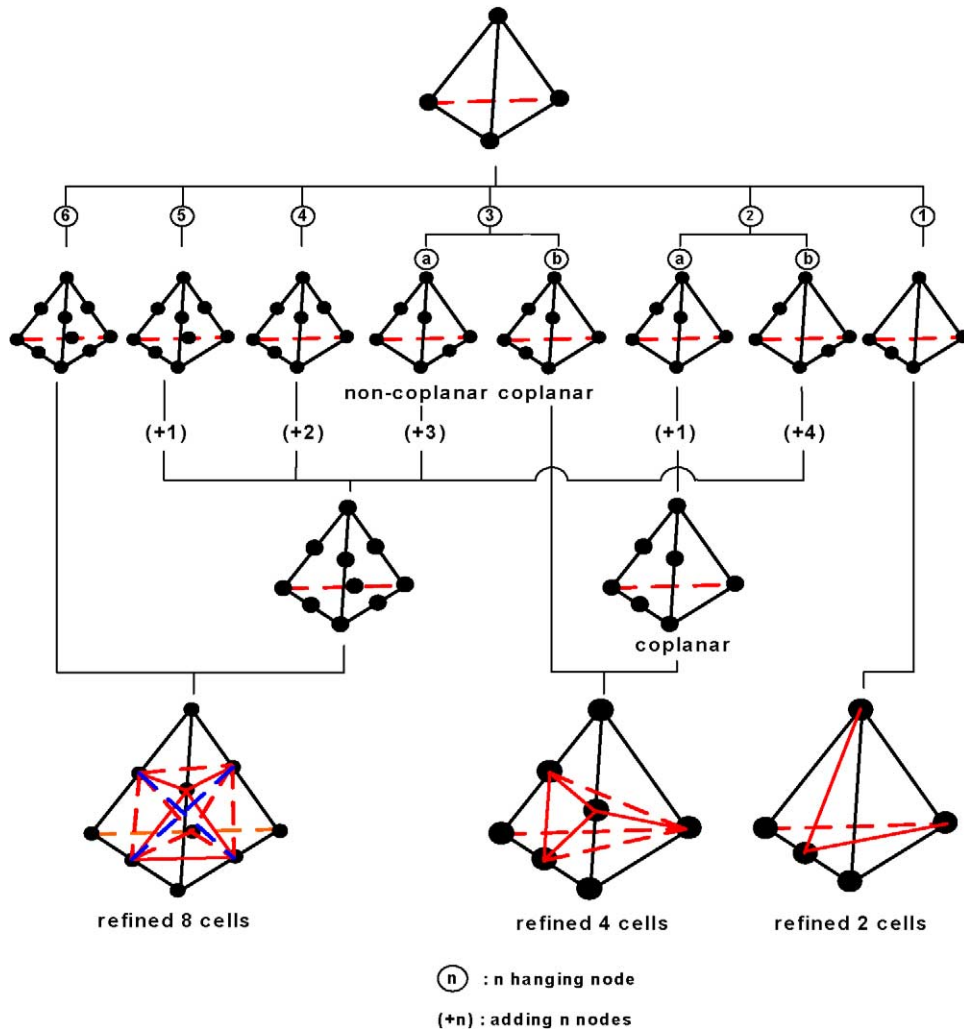 6 5 4 3 2 1
a b a b
non-coplanar coplanar
(+1) (+2) (+3) (+1) (+4)
coplanar
refined 8 cells refined 4 cells refined 2 cells
n : n hanging node
(+n) : adding n nodes